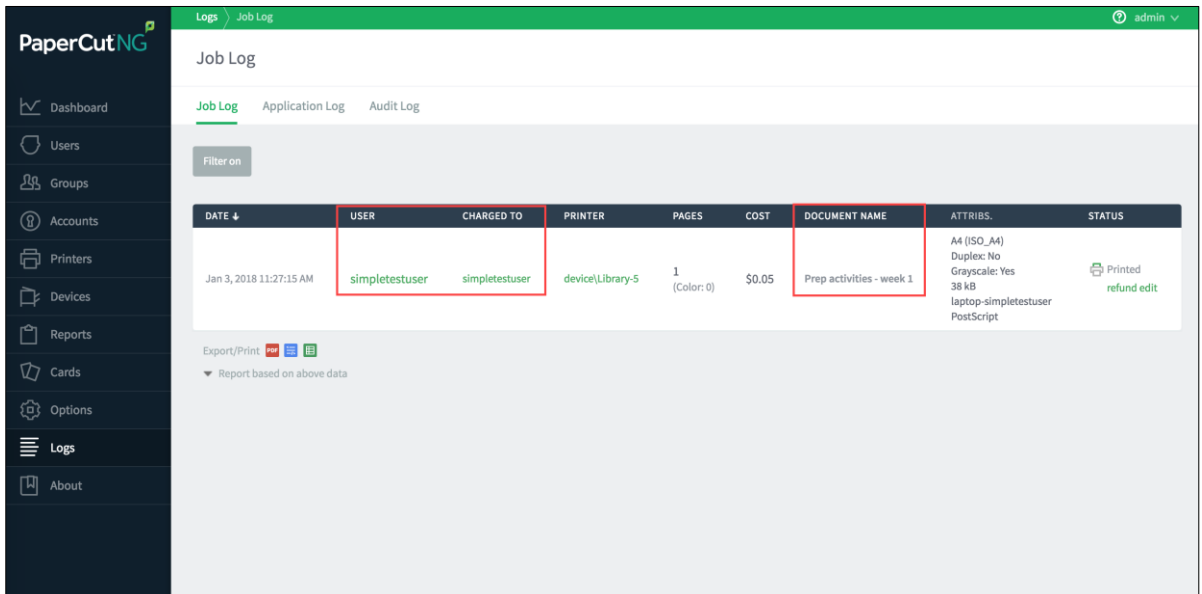 PaperCut NG
Logs Job Log
admin
Job Log
Dashboard
Users
Groups
Accounts
Printers
Devices
Reports
Cards
Options
Logs
About
Job Log Application Log Audit Log
Filter on
DATE USER CHARGED TO PRINTER PAGES COST DOCUMENT NAME ATTRIBS. STATUS
Jan 3, 2018 11:27:15 AM
simpletestuser
simpletestuser
device\Library-5
1
(Color: 0)
$0.05
Prep activities - week 1
A4 (ISO_A4)
Duplex: No
Grayscale: Yes
38 kB
laptop-simpletestuser
PostScript
Printed
refund edit
Export/Print
Report based on above data